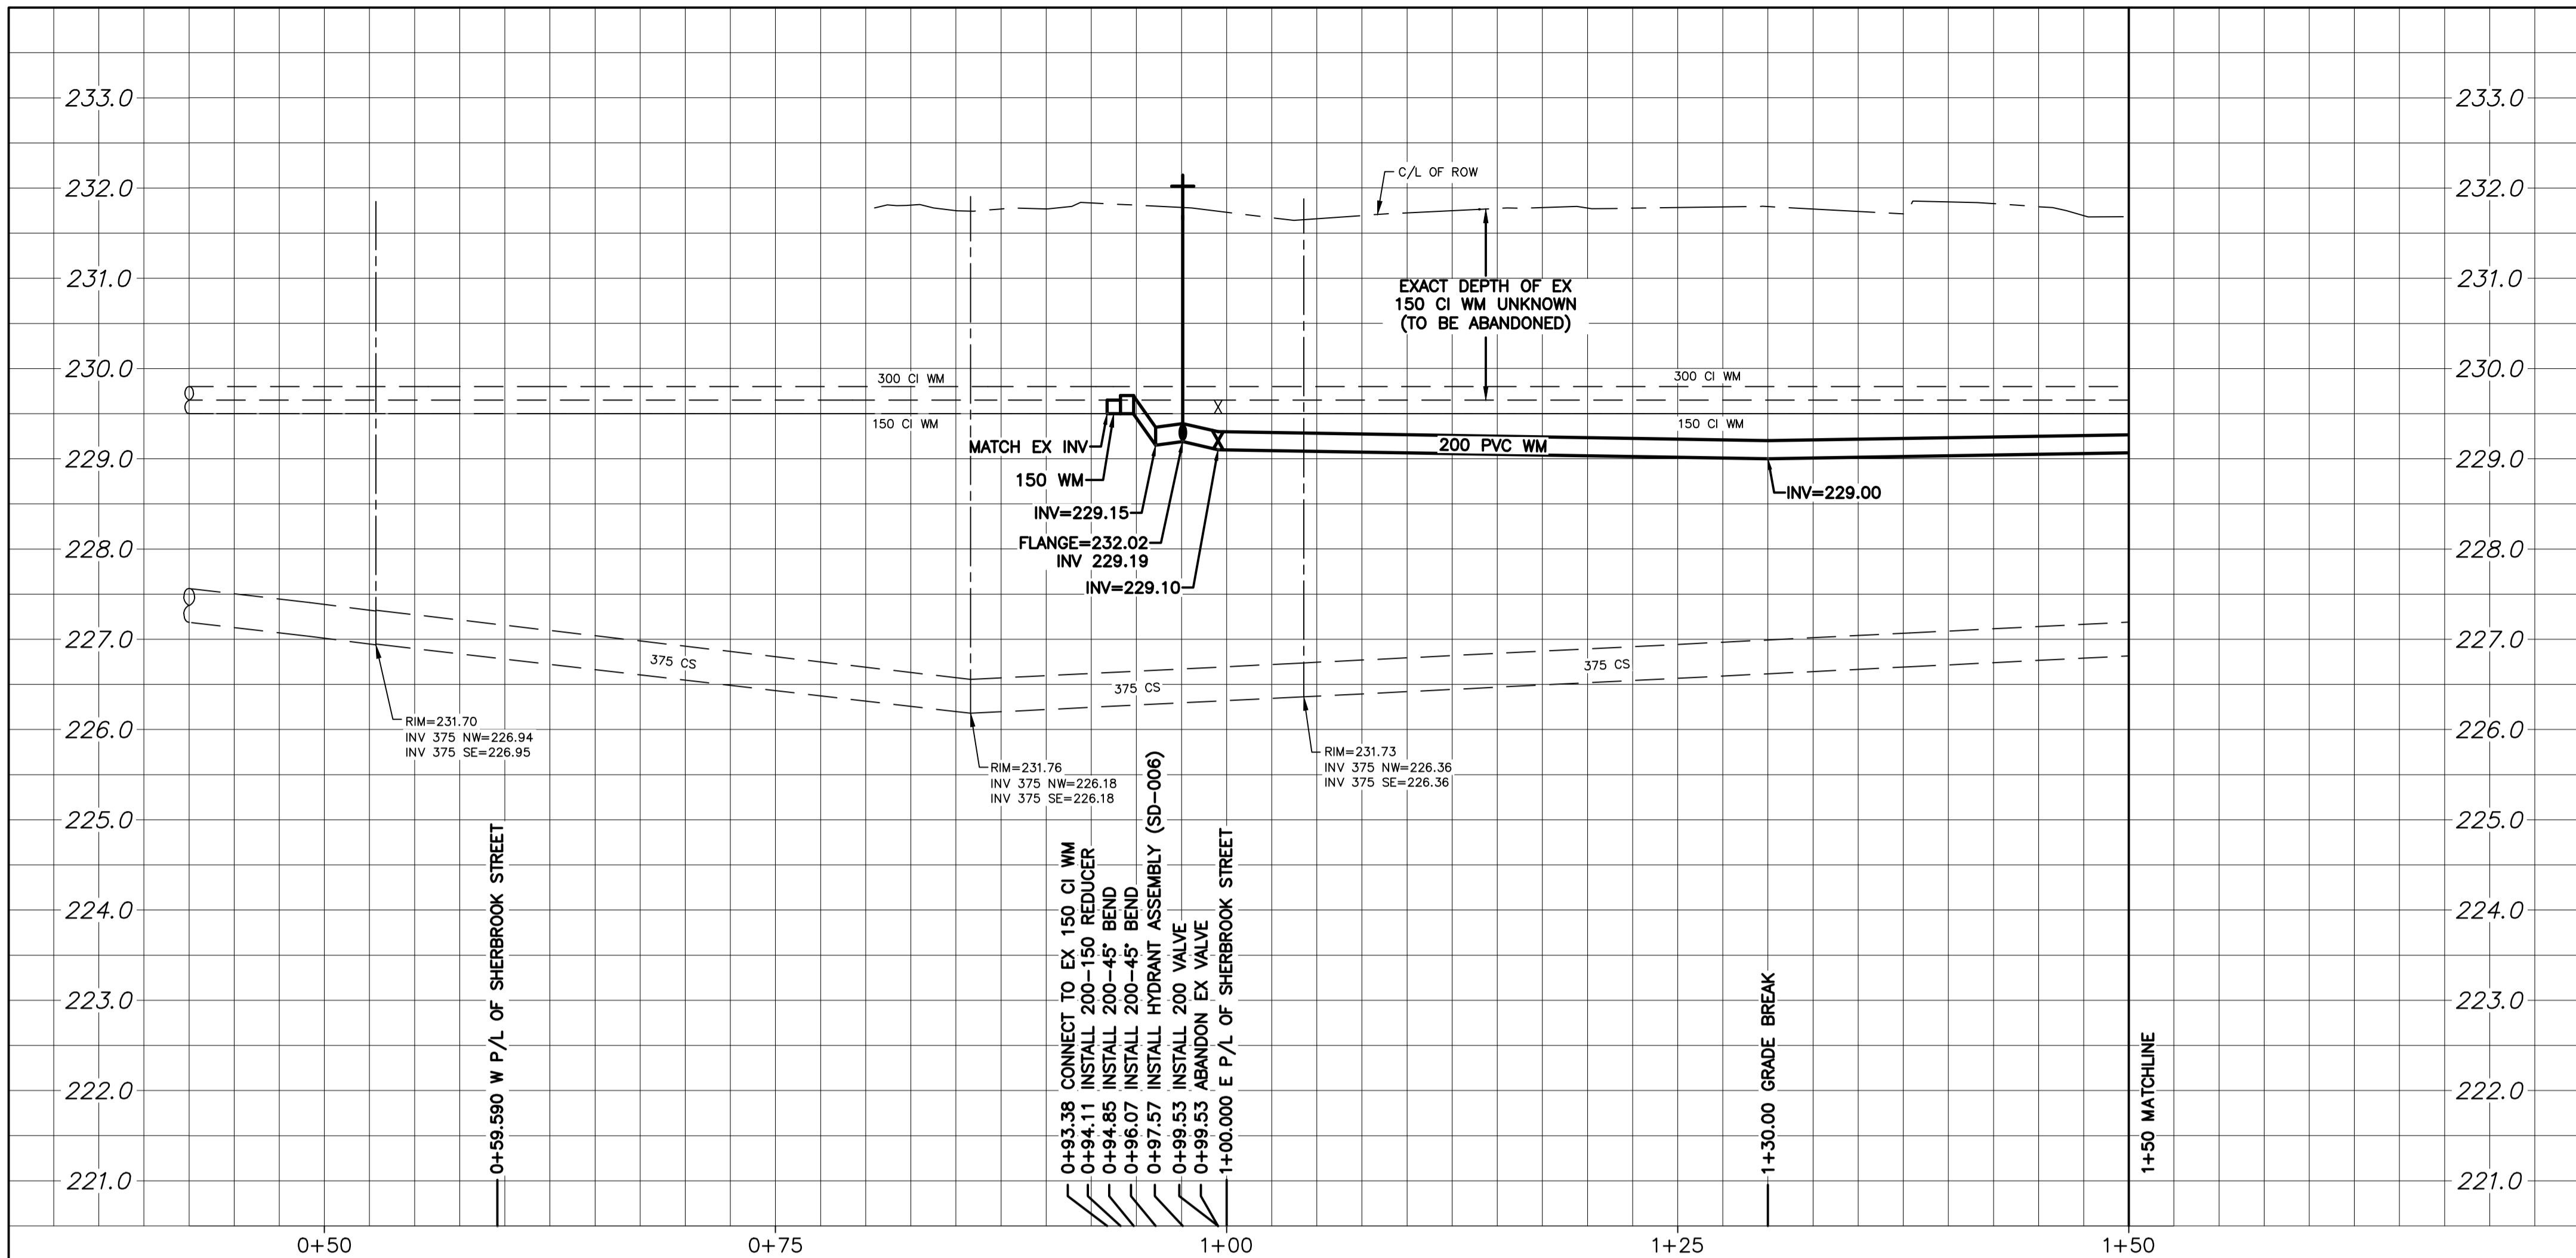 233.0
233.0
C/L OF ROW
232.0
232.0
231.0
231.0
EXACT DEPTH OF EX
150 CI WM UNKNOWN
(TO BE ABANDONED)
230.0
230.0
300 CI WM
300 CI WM
X
150 CI WM
150 CI WM
MATCH EX INV
200 PVC WM
229.0
229.0
150 WM
INV=229.00
INV=229.15
FLANGE=232.02
INV 229.19
228.0
228.0
INV=229.10
227.0
227.0
375 CS
375 CS
375 CS
RIM=231.70
INV 375 NW=226.94
INV 375 SE=226.95
226.0
226.0
RIM=231.76
INV 375 NW=226.18
INV 375 SE=226.18
RIM=231.73
INV 375 NW=226.36
INV 375 SE=226.36
225.0
225.0
224.0
224.0
223.0
223.0
222.0
222.0
221.0
221.0
0+59.590 W P/L OF SHERBROOK STREET
0+93.38 CONNECT TO EX 150 CI WM
0+94.11 INSTALL 200-150 REDUCER
0+94.85 INSTALL 200-45° BEND
0+96.07 INSTALL 200-45° BEND
0+97.57 INSTALL HYDRANT ASSEMBLY (SD-006)
0+99.53 INSTALL 200 VALVE
0+99.53 ABANDON EX VALVE
1+00.000 E P/L OF SHERBROOK STREET
1+30.00 GRADE BREAK
1+50 MATCHLINE
0+50
0+75
1+00
1+25
1+50